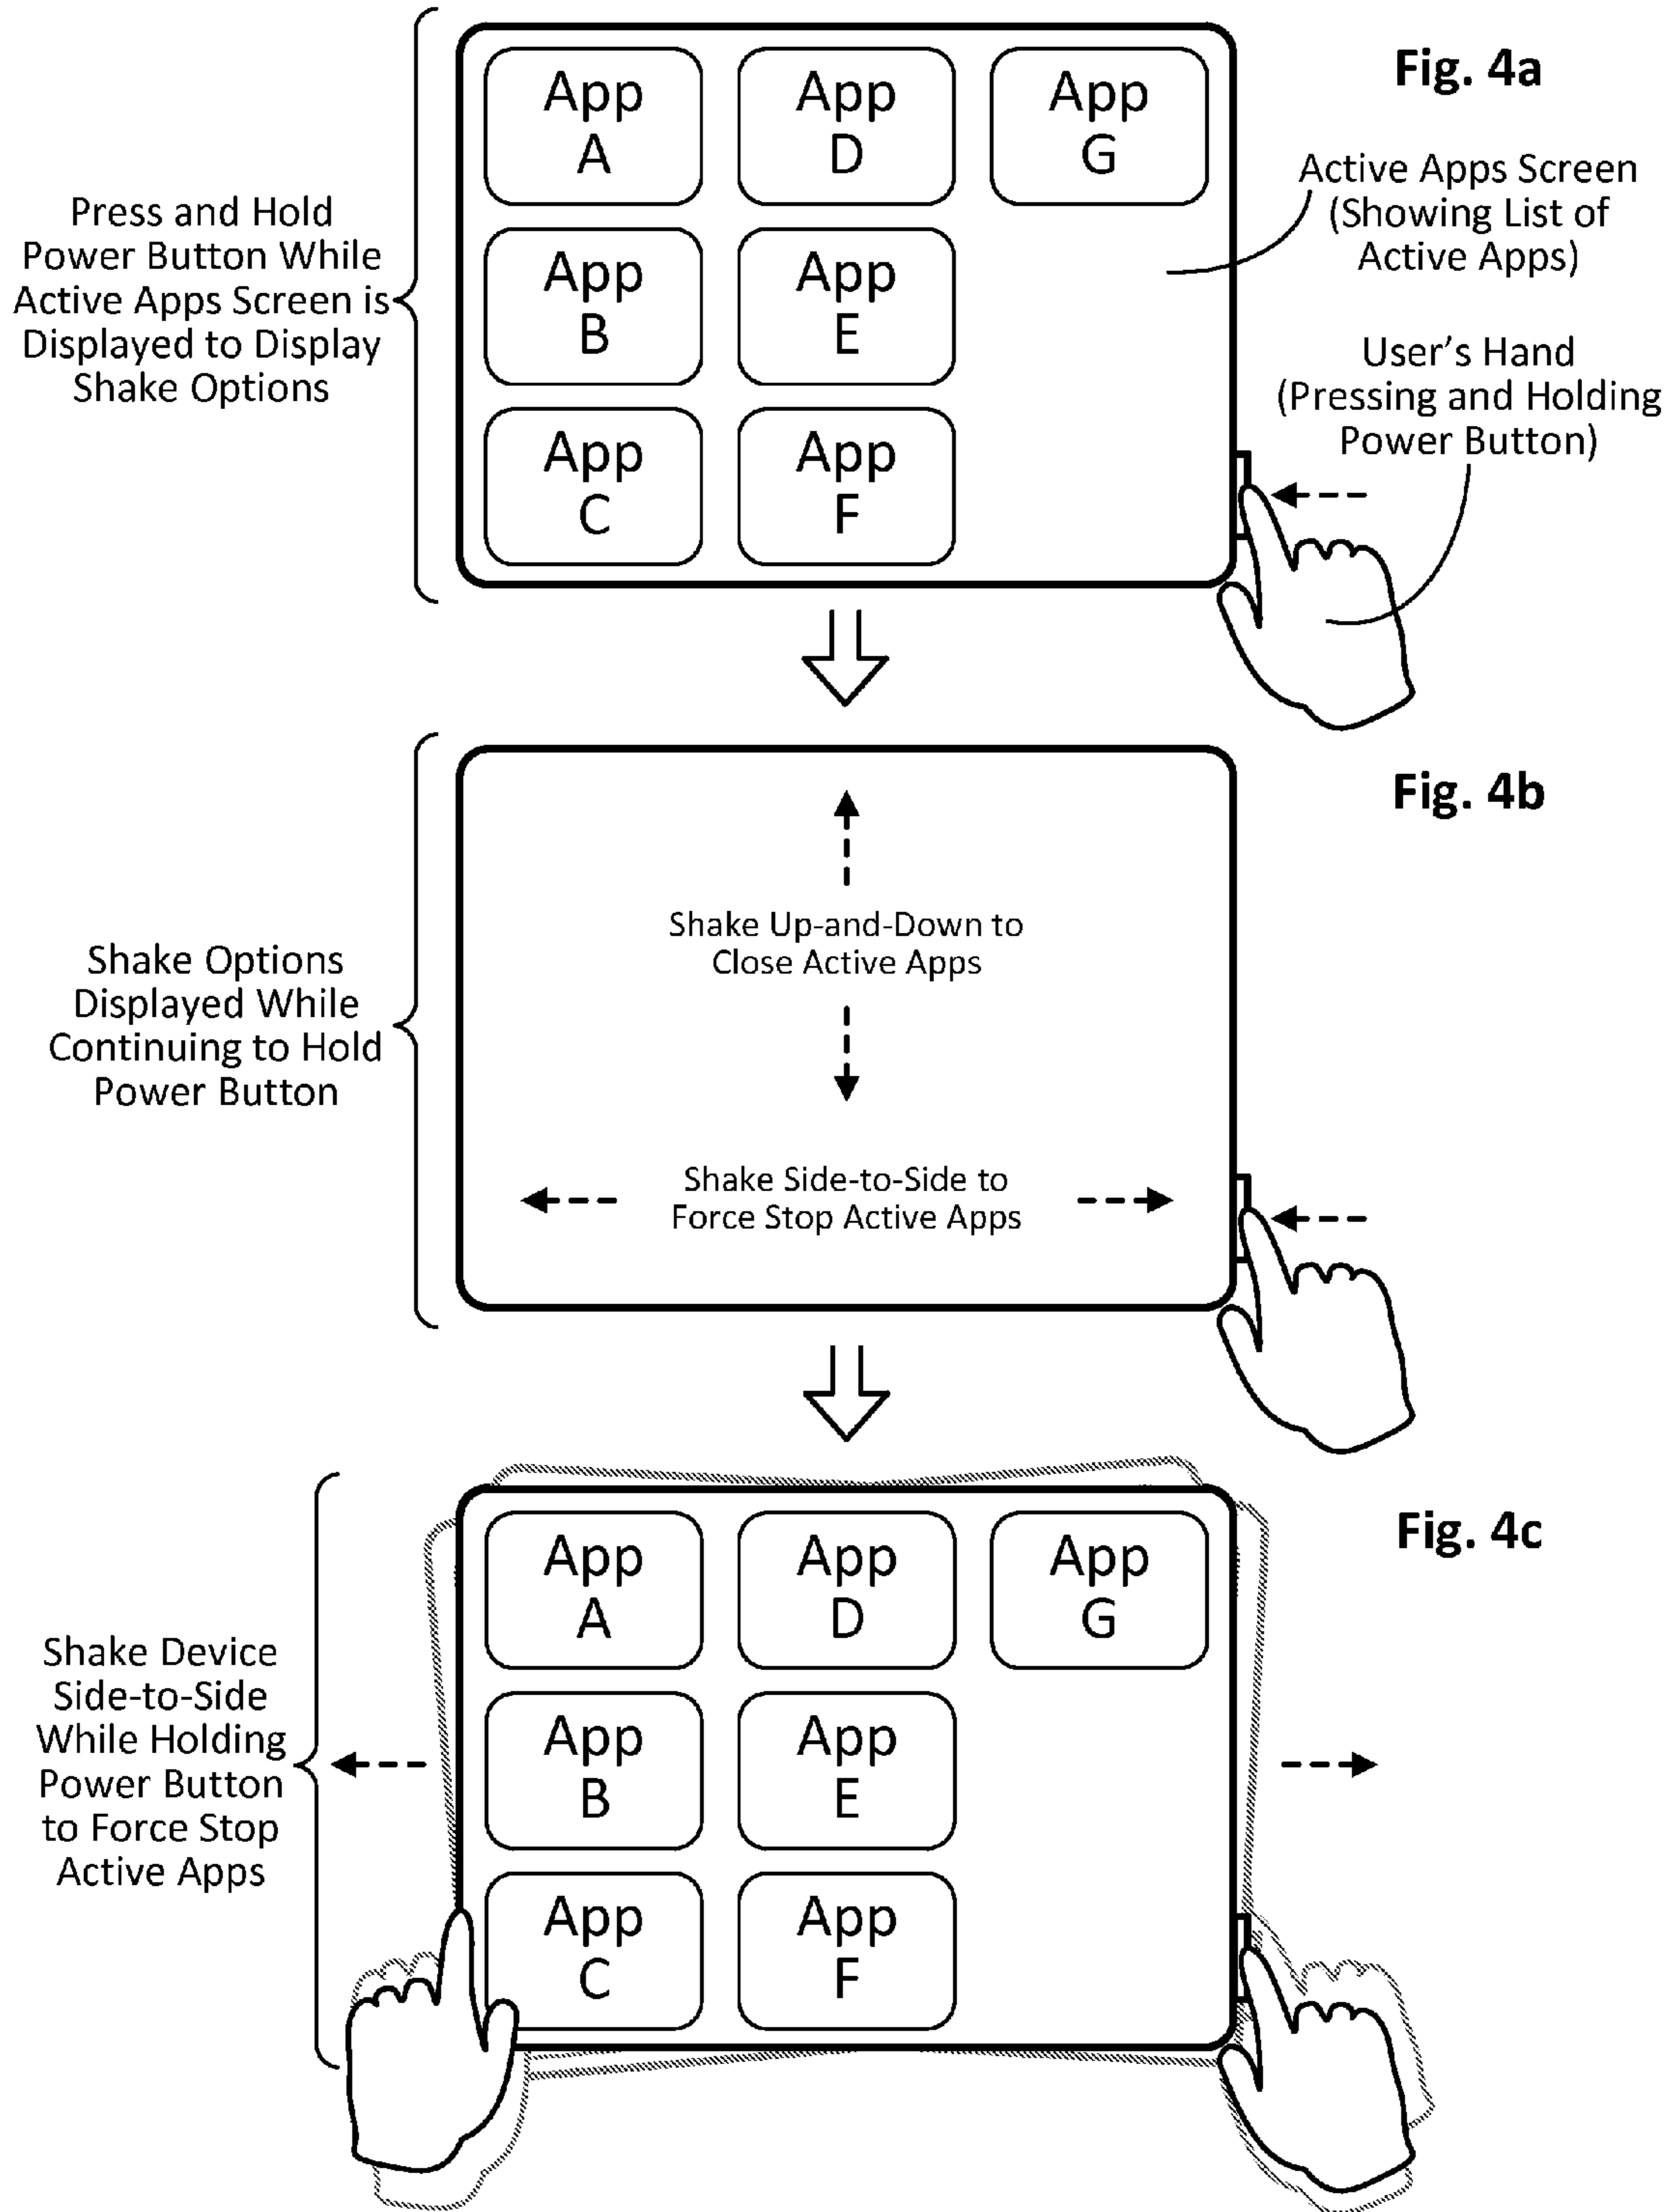 Fig. 4a
Press and Hold
Power Button While
Active Apps Screen is
Displayed to Display
Shake Options
App
A
App
D
App
G
App
B
App
E
App
C
App
F
Active Apps Screen
(Showing List of
Active Apps)
User's Hand
(Pressing and Holding
Power Button)
Fig. 4b
Shake Options
Displayed While
Continuing to Hold
Power Button
Shake Up-and-Down to
Close Active Apps
Shake Side-to-Side to
Force Stop Active Apps
Fig. 4c
Shake Device
Side-to-Side
While Holding
Power Button
to Force Stop
Active Apps
App
A
App
D
App
G
App
B
App
E
App
C
App
F